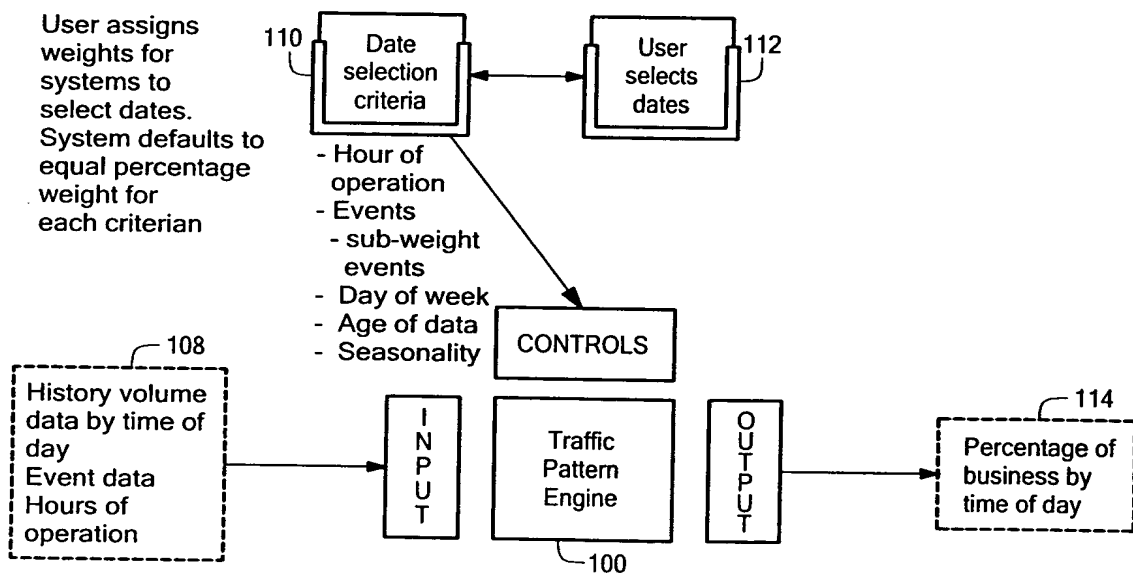 User assigns
weights for
systems to
select dates.
System defaults to
equal percentage
weight for
each criterian
110
Date
selection
criteria
User
selects
dates
112
- Hour of
operation
- Events
- sub-weight
events
- Day of week
- Age of data
- Seasonality
CONTROLS
108
History volume
data by time of
day
Event data
Hours of
operation
INPUT
Traffic
Pattern
Engine
100
OUTPUT
114
Percentage of
business by
time of day